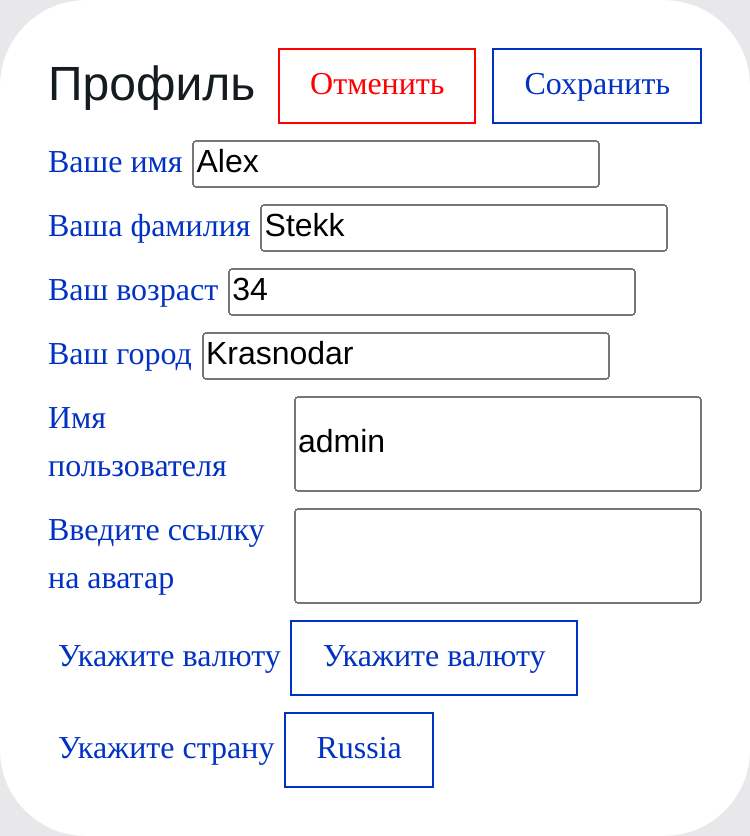 Профиль Отменить Сохранить
Ваше имя Alex
Ваша фамилия Stekk
Ваш возраст 34
Ваш город Krasnodar
Имя
пользователя
admin
Введите ссылку
на аватар
Укажите валюту Укажите валюту
Укажите страну Russia